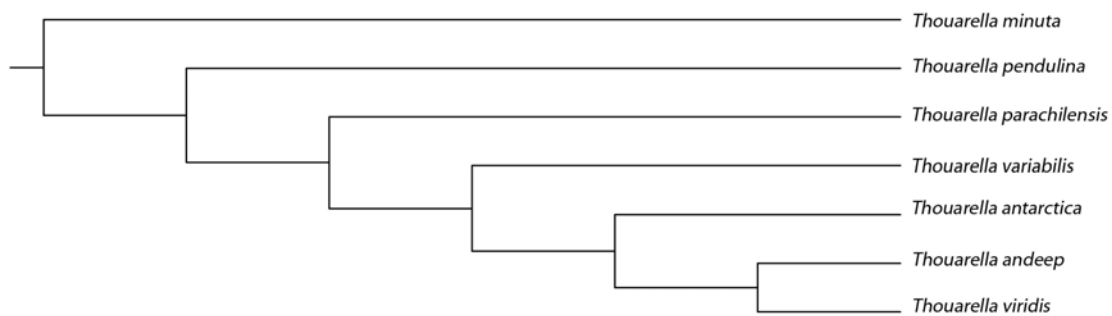 Thouarella minuta
Thouarella pendulina
Thouarella parachilensis
Thouarella variabilis
Thouarella antarctica
Thouarella andeep
Thouarella viridis